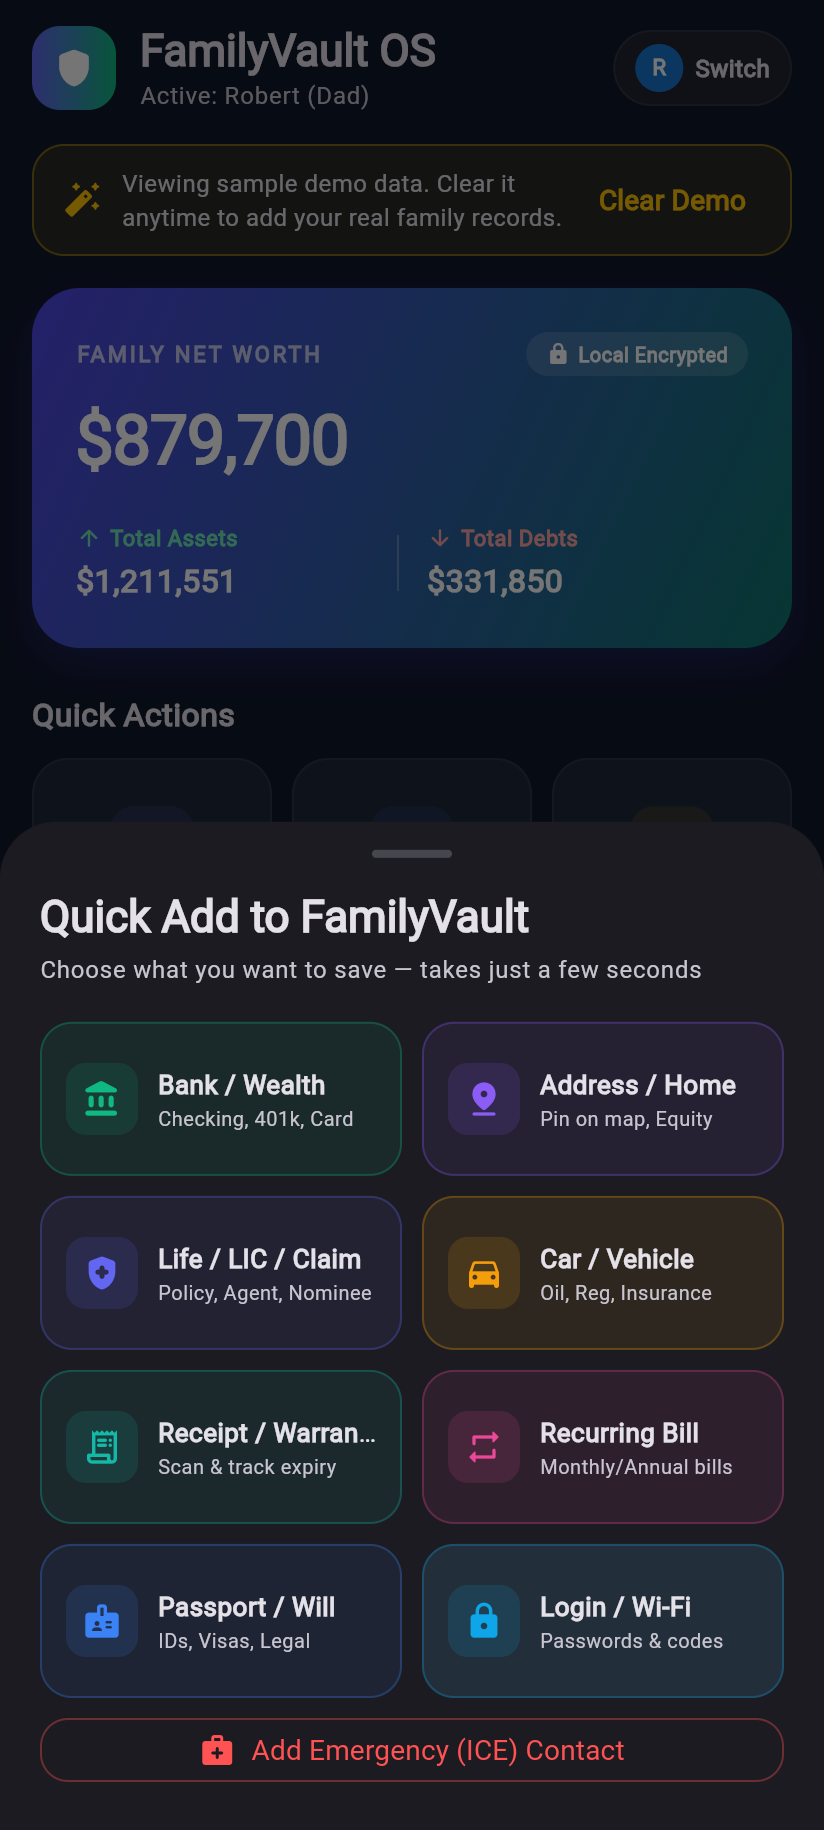 FamilyVault OS
Active: Robert (Dad)
R Switch
Viewing sample demo data. Clear it
anytime to add your real family records.
Clear Demo
FAMILY NET WORTH
Local Encrypted
$879,700
Total Assets
$1,211,551
Total Debts
$331,850
Quick Actions
Quick Add to FamilyVault
Choose what you want to save — takes just a few seconds
Bank / Wealth
Checking, 401k, Card
Address / Home
Pin on map, Equity
Life / LIC / Claim
Policy, Agent, Nominee
Car / Vehicle
Oil, Reg, Insurance
Receipt / Warran...
Scan & track expiry
Recurring Bill
Monthly/Annual bills
Passport / Will
IDs, Visas, Legal
Login / Wi-Fi
Passwords & codes
Add Emergency (ICE) Contact